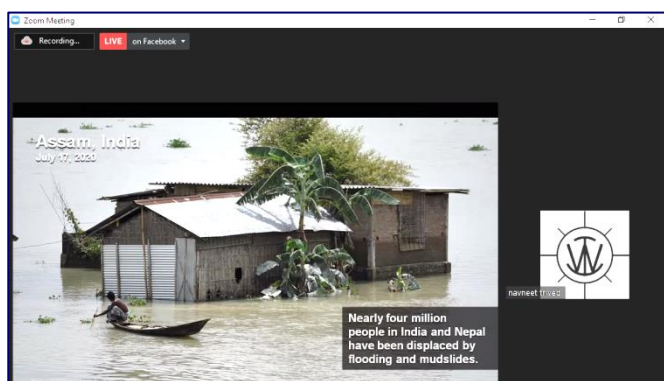 Zoom Meeting
Recording...
LIVE on Facebook
Assam, India
July 17, 2020
Nearly four million
people in India and Nepal
have been displaced by
flooding and mudslides.
navneet trivedi